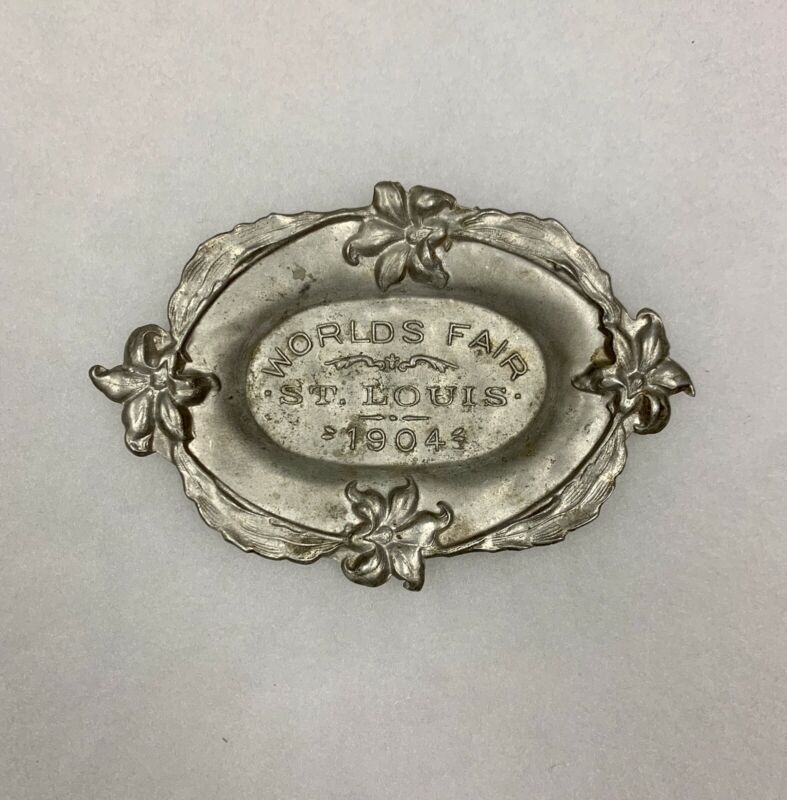 WORLDS FAIR
· ST. LOUIS ·
1904